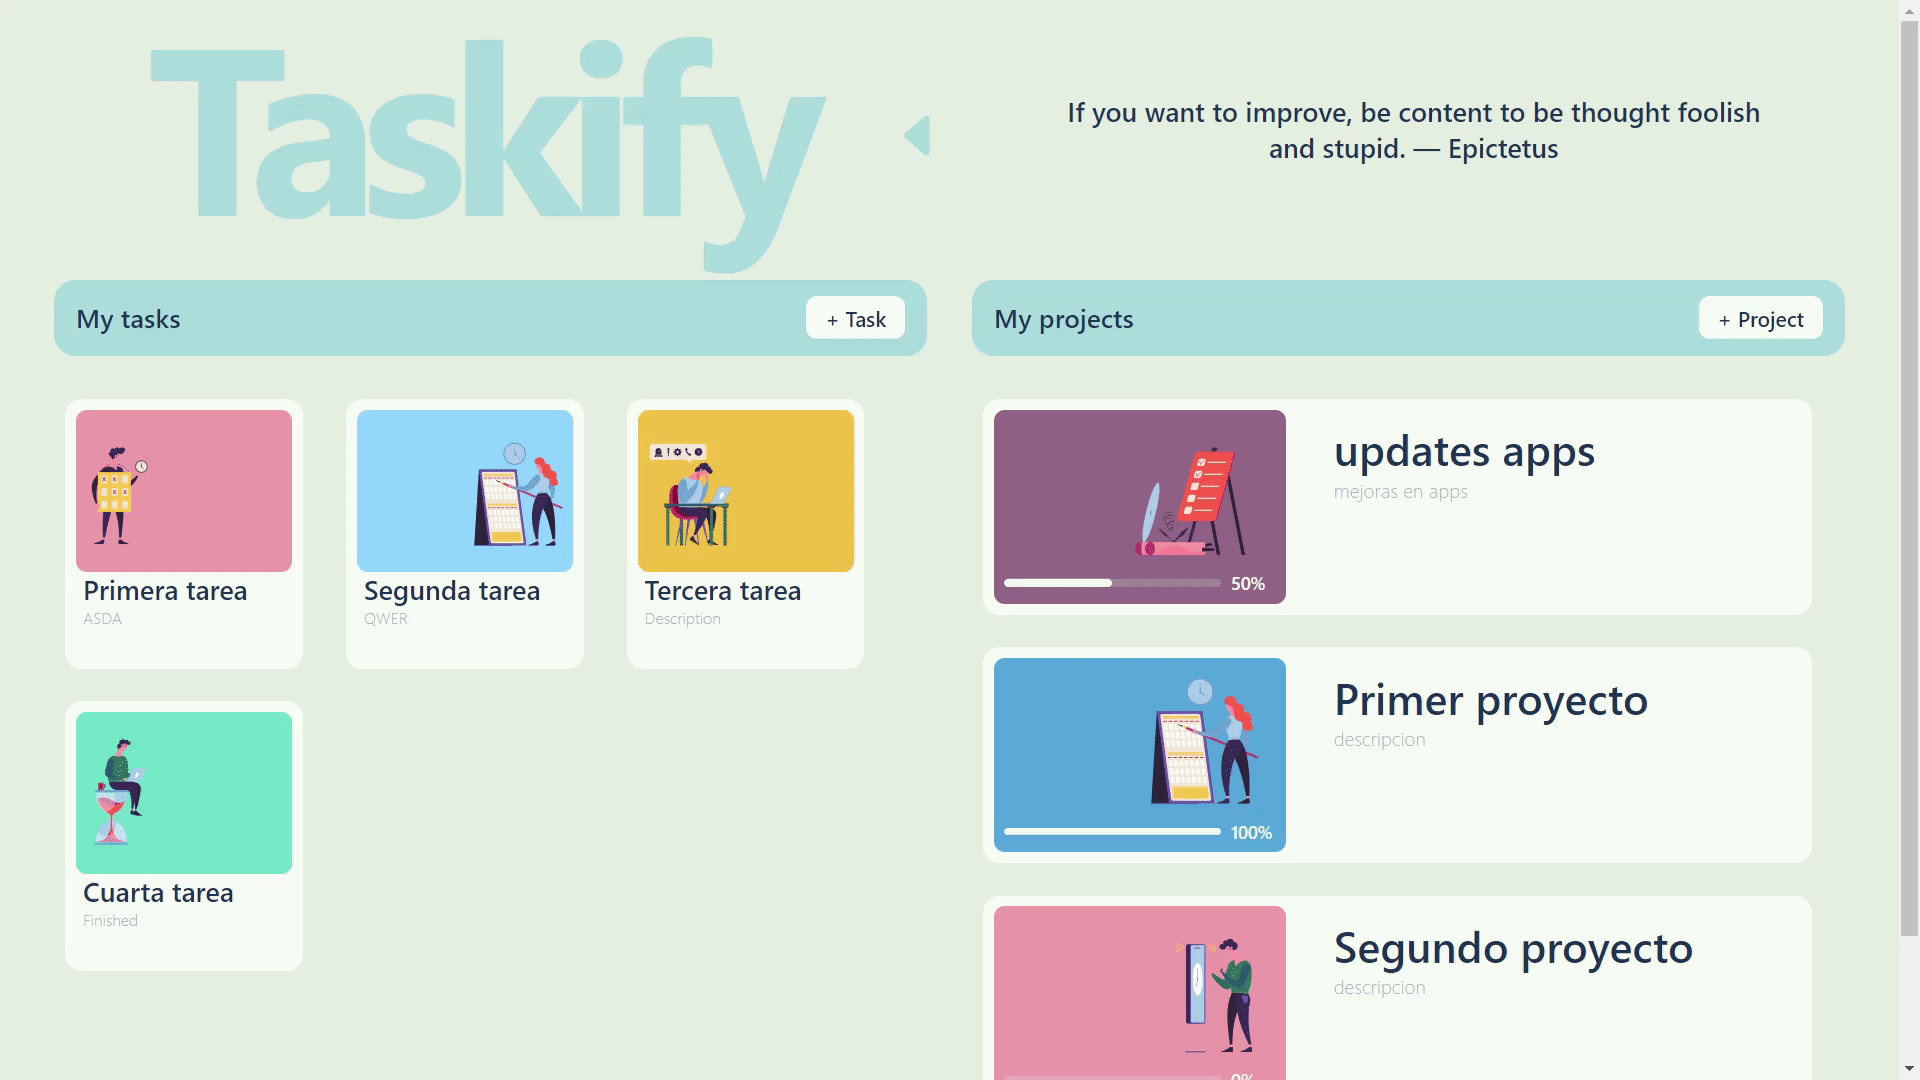 Taskify
If you want to improve, be content to be thought foolish
and stupid. — Epictetus
My tasks
+ Task
My projects
+ Project
Primera tarea
ASDA
Segunda tarea
QWER
Tercera tarea
Description
Cuarta tarea
Finished
updates apps
mejoras en apps
50%
Primer proyecto
descripcion
100%
Segundo proyecto
descripcion
0%